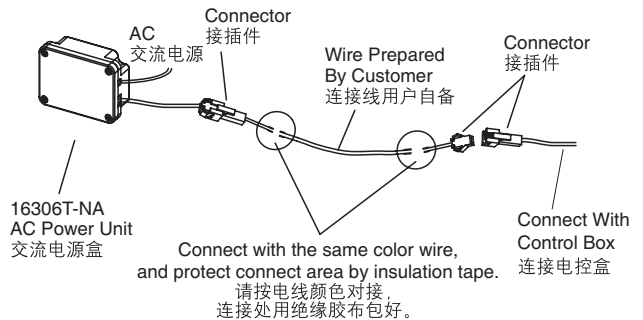 Connector
接插件
AC
交流电源
Wire Prepared
By Customer
连接线用户自备
Connector
接插件
16306T-NA
AC Power Unit
交流电源盒
Connect With
Control Box
连接电控盒
Connect with the same color wire,
and protect connect area by insulation tape.
请按电线颜色对接,
连接处用绝缘胶布包好。